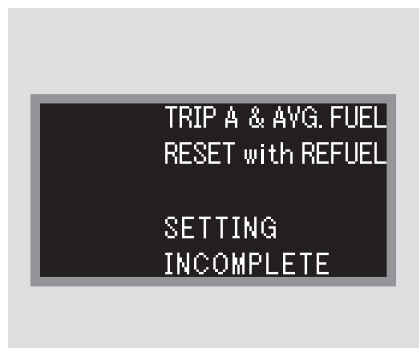 TRIP A & AVG. FUEL
RESET with REFUEL
SETTING
INCOMPLETE